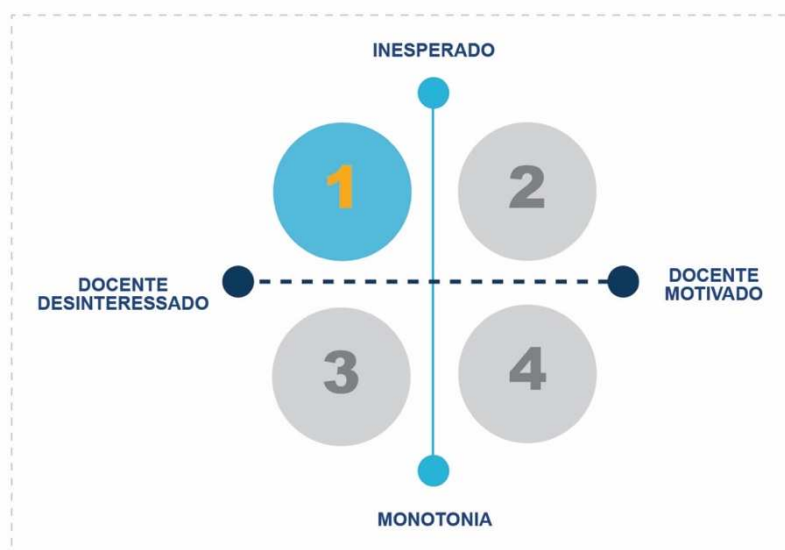 INESPERADO
1
2
DOCENTE
DESINTERESSADO
DOCENTE
MOTIVADO
3
4
MONOTONIA